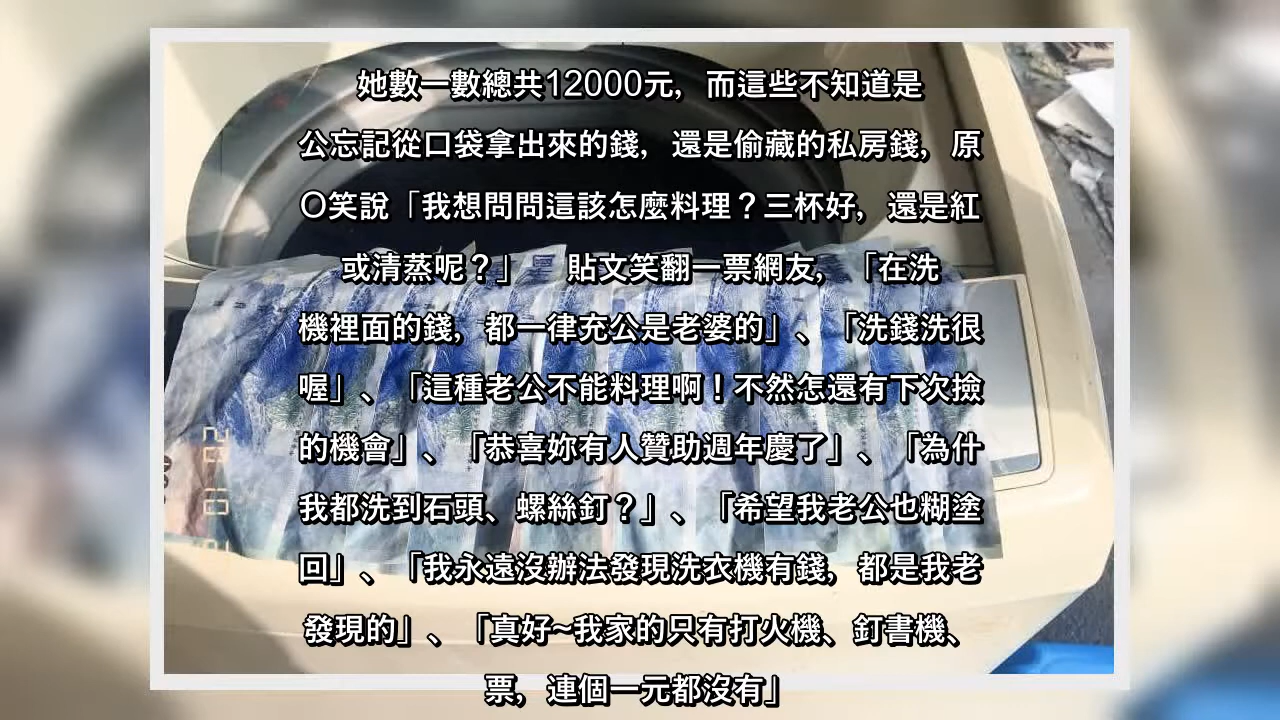 她數一數總共12000元，而這些不知道是
公忘記從口袋拿出來的錢，還是偷藏的私房錢，原
○笑說「我想問問這該怎麼料理？三杯好，還是紅
或清蒸呢？」 貼文笑翻一票網友，「在洗
機裡面的錢，都一律充公是老婆的」、「洗錢洗很
喔」、「這種老公不能料理啊！不然怎還有下次撿
的機會」、「恭喜妳有人贊助週年慶了」、「為什
我都洗到石頭、螺絲釘？」、「希望我老公也糊塗
回」、「我永遠沒辦法發現洗衣機有錢，都是我老
發現的」、「真好~我家的只有打火機、釘書機、
票，連個一元都沒有」